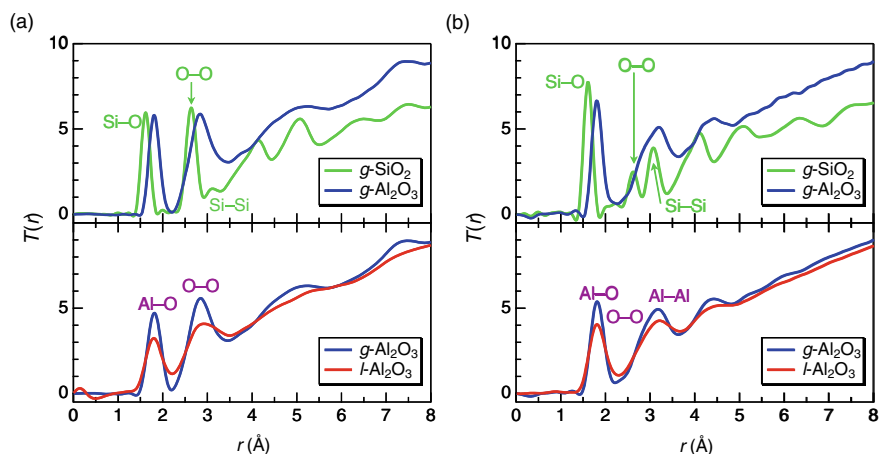 (a)
10
5
0
O–O
Si–O
Si–Si
g-SiO₂
g-Al₂O₃
T(r)
5
0
Al–O
O–O
g-Al₂O₃
l-Al₂O₃
0 1 2 3 4 5 6 7 8
r (Å)
(b)
10
5
0
Si–O
O–O
Si–Si
g-SiO₂
g-Al₂O₃
T(r)
5
0
Al–O
O–O
Al–Al
g-Al₂O₃
l-Al₂O₃
0 1 2 3 4 5 6 7 8
r (Å)